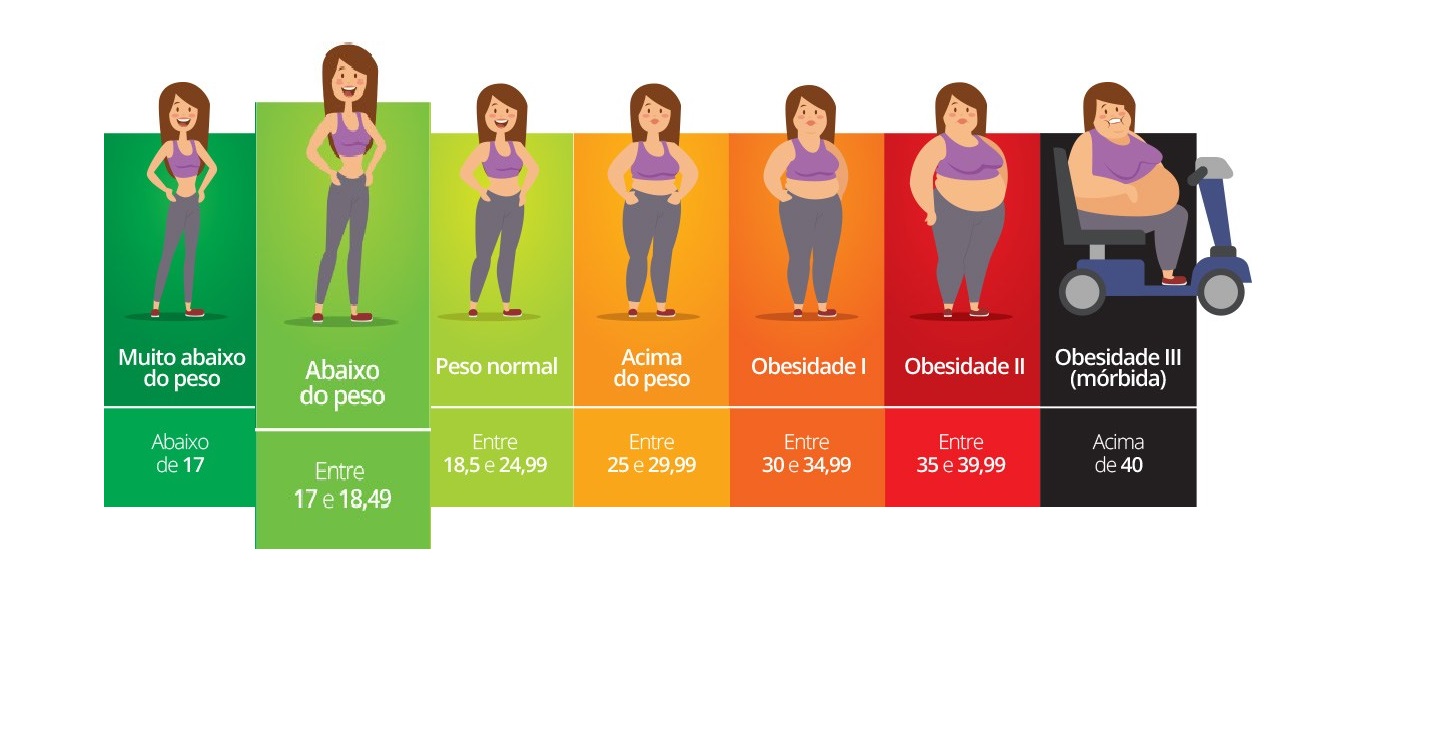 Muito abaixo
do peso
Abaixo
de 17
Abaixo
do peso
Entre
17 e 18,49
Peso normal
Entre
18,5 e 24,99
Acima
do peso
Entre
25 e 29,99
Obesidade I
Entre
30 e 34,99
Obesidade II
Entre
35 e 39,99
Obesidade III
(mórbida)
Acima
de 40